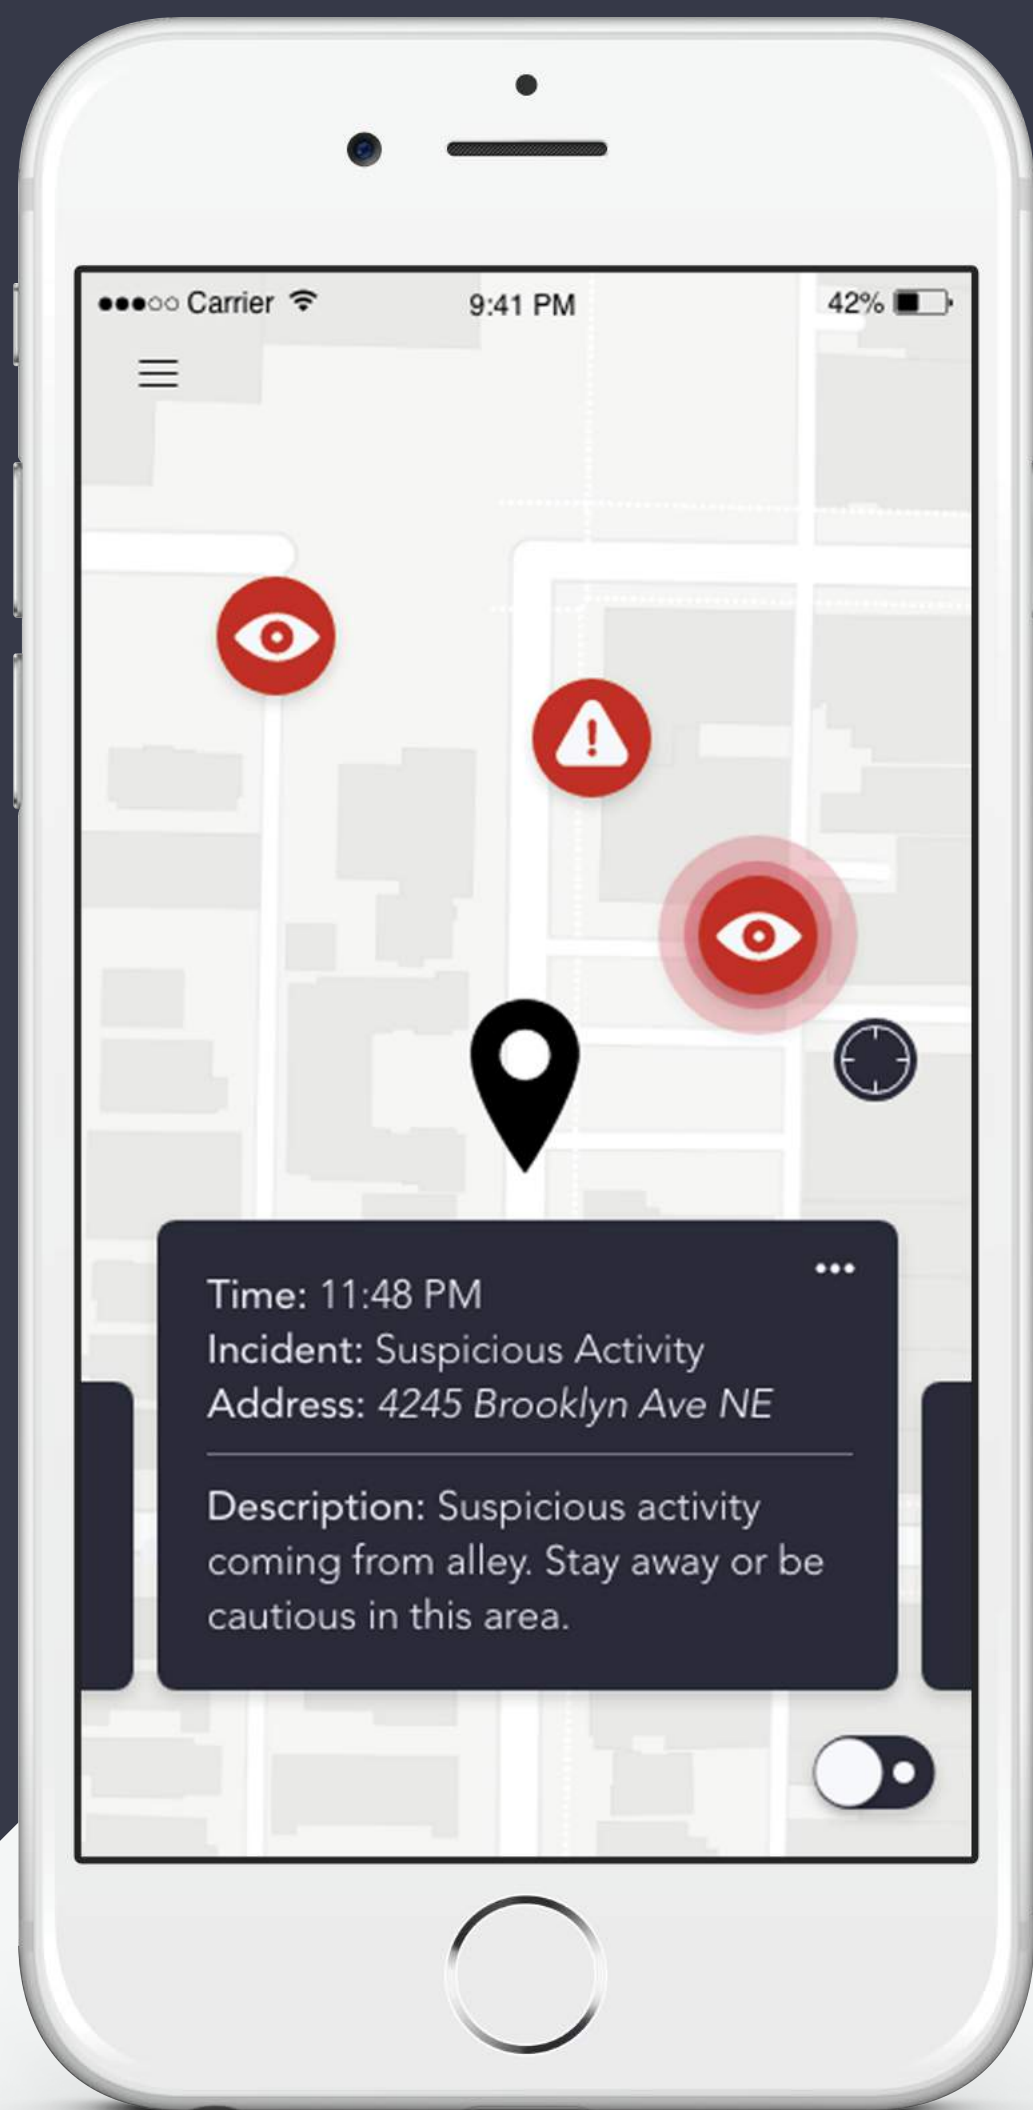 Carrier 9:41 PM 42%
Time: 11:48 PM
Incident: Suspicious Activity
Address: 4245 Brooklyn Ave NE
Description: Suspicious activity
coming from alley. Stay away or be
cautious in this area.